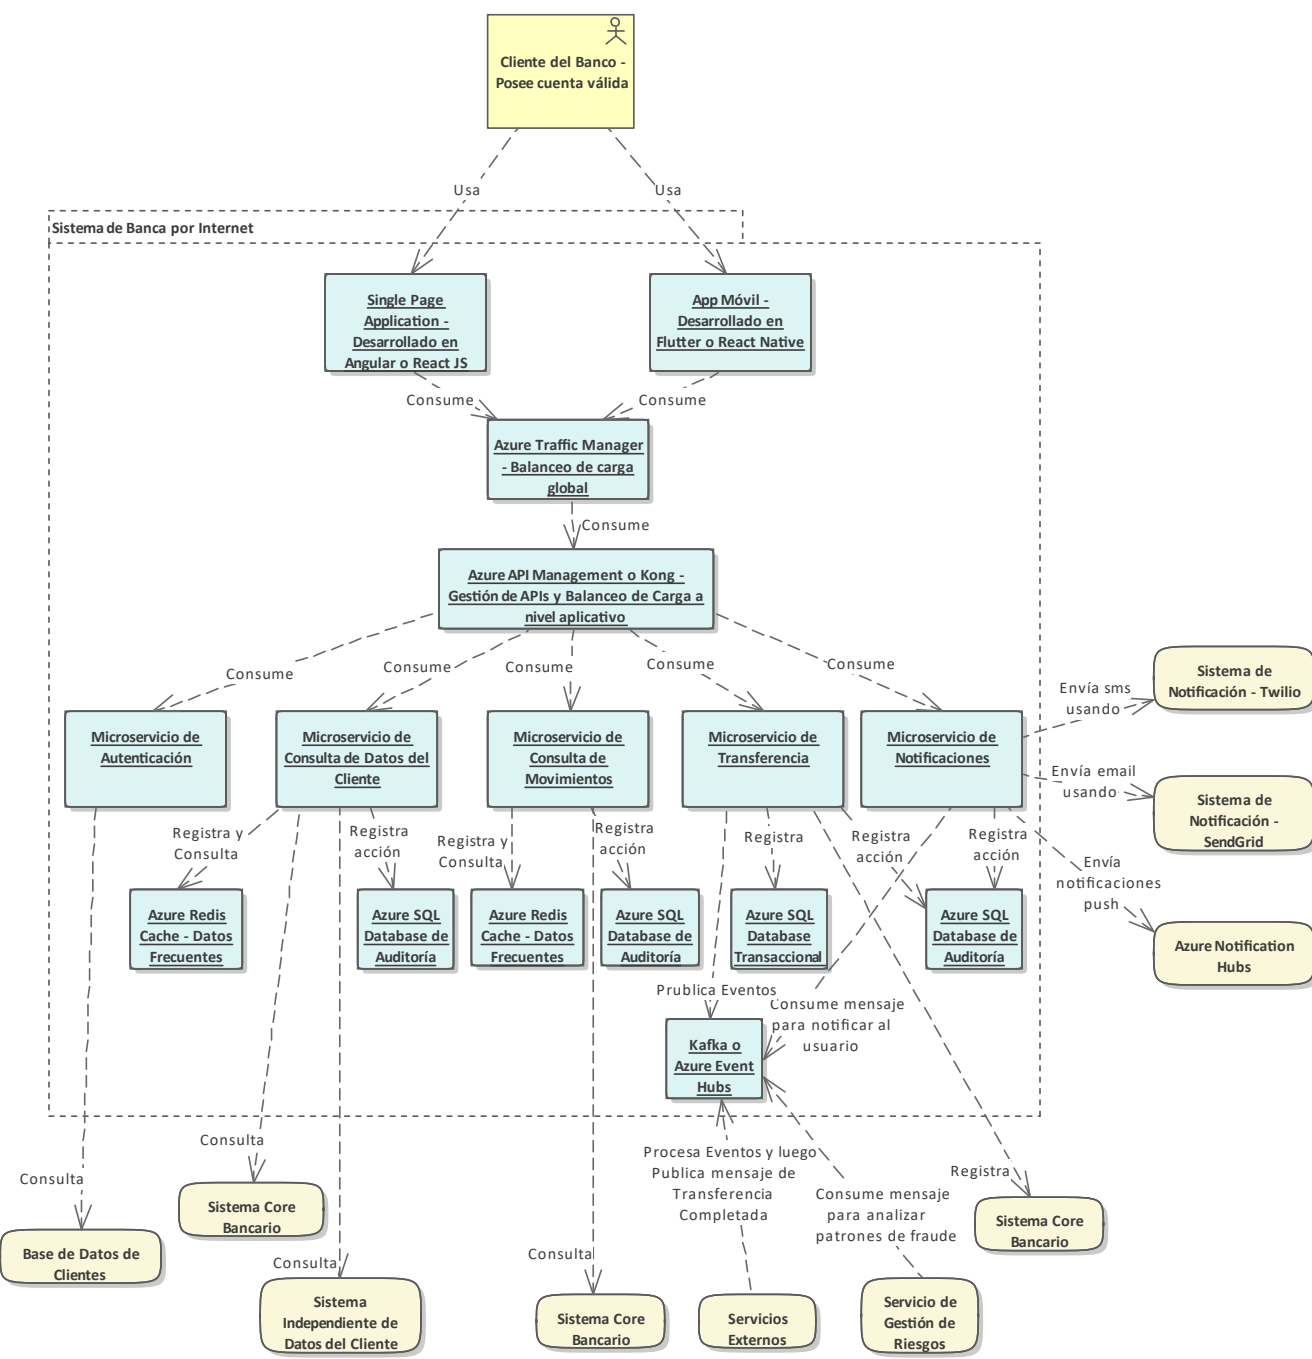 Cliente del Banco -
Posee cuenta válida
Usa
Usa
Sistema de Banca por Internet
Single Page
Application -
Desarrollado en
Angular o React JS
App Móvil -
Desarrollado en
Flutter o React Native
Consume
Consume
Azure Traffic Manager
- Balanceo de carga
global
Consume
Azure API Management o Kong -
Gestión de APIs y Balanceo de Carga a
nivel aplicativo
Consume
Consume
Consume
Consume
Consume
Microservicio de
Autenticación
Microservicio de
Consulta de Datos del
Cliente
Microservicio de
Consulta de
Movimientos
Microservicio de
Transferencia
Microservicio de
Notificaciones
Envía sms
usando
Sistema de
Notificación - Twilio
Envía email
usando
Sistema de
Notificación -
SendGrid
Envía
notificaciones
push
Azure Notification
Hubs
Registra y
Consulta
Registra
acción
Registra y
Consulta
Registra
acción
Registra
Registra
acción
Registra
acción
Azure Redis
Cache - Datos
Frecuentes
Azure SQL
Database de
Auditoría
Azure Redis
Cache - Datos
Frecuentes
Azure SQL
Database de
Auditoría
Azure SQL
Database
Transaccional
Azure SQL
Database de
Auditoría
Prublica Eventos
Consume mensaje
para notificar al
usuario
Kafka o
Azure Event
Hubs
Consulta
Consulta
Consulta
Consulta
Procesa Eventos y luego
Publica mensaje de
Transferencia
Completada
Consume mensaje
para analizar
patrones de fraude
Registra
Base de Datos de
Clientes
Sistema Core
Bancario
Sistema
Independiente de
Datos del Cliente
Sistema Core
Bancario
Servicios
Externos
Servicio de
Gestión de
Riesgos
Sistema Core
Bancario